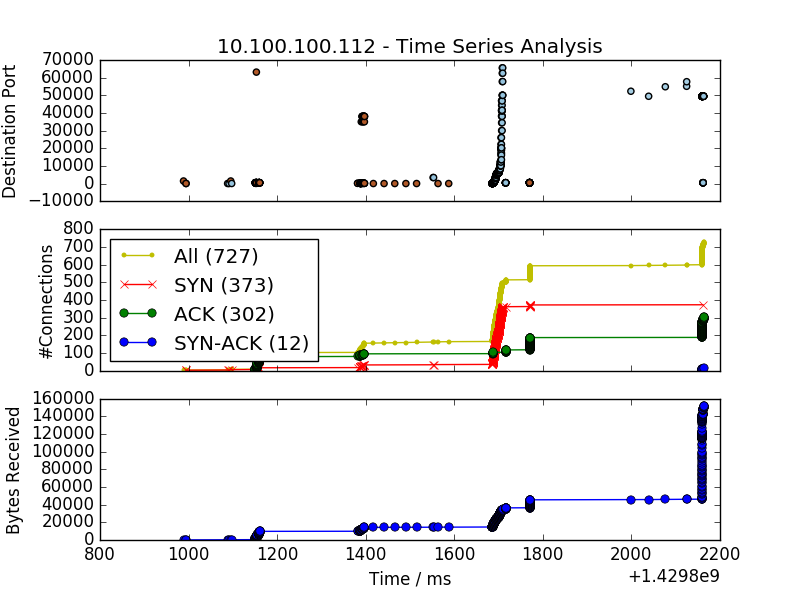 10.100.100.112 - Time Series Analysis
70000
60000
50000
40000
30000
20000
10000
0
−10000
Destination Port
800
700
600
500
400
300
200
100
0
#Connections
All (727)
SYN (373)
ACK (302)
SYN-ACK (12)
160000
140000
120000
100000
80000
60000
40000
20000
0
Bytes Received
800 1000 1200 1400 1600 1800 2000 2200
Time / ms
+1.4298e9